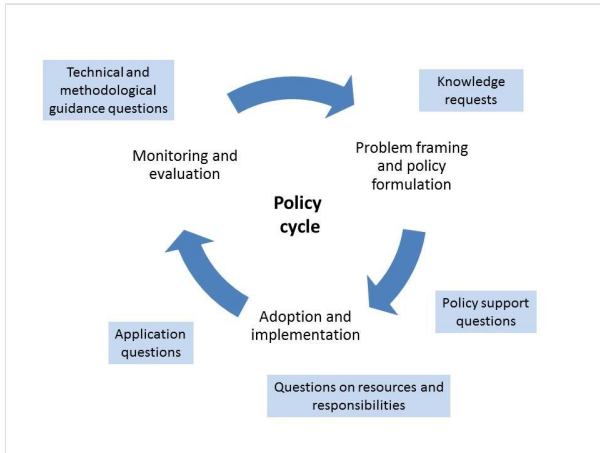 Technical and
methodological
guidance questions
Knowledge
requests
Monitoring and
evaluation
Problem framing
and policy
formulation
Policy
cycle
Adoption and
implementation
Policy support
questions
Application
questions
Questions on resources and
responsibilities